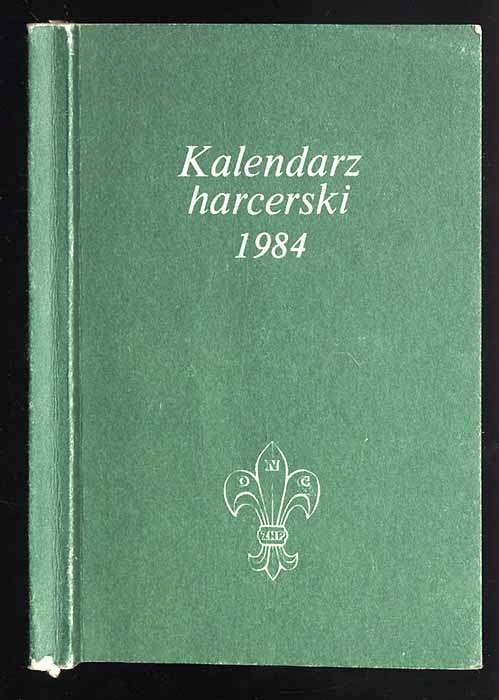 Kalendarz
harcerski
1984
O N C
ZHP